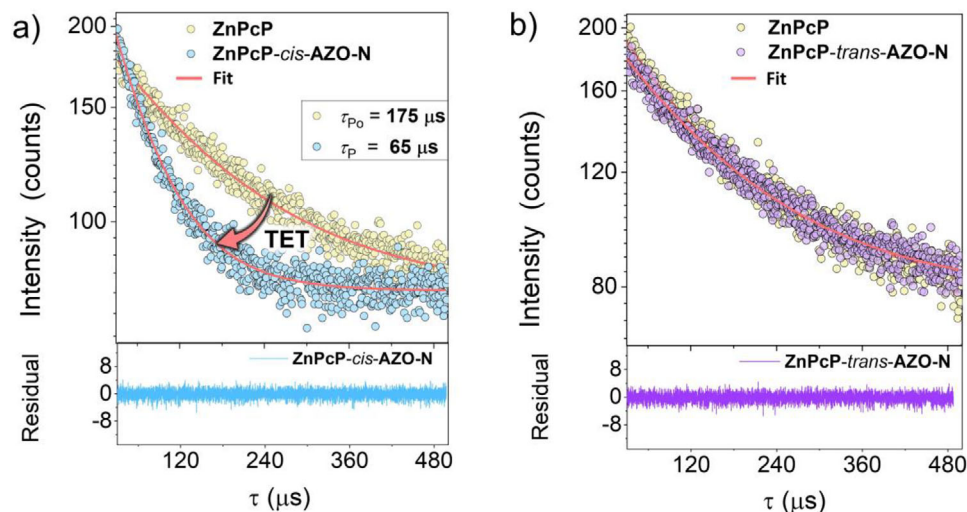 a)
200
150
100
Intensity (counts)
ZnPcP
ZnPcP-cis-AZO-N
Fit
τPo = 175 μs
τP = 65 μs
TET
Residual
8
0
-8
ZnPcP-cis-AZO-N
120 240 360 480
τ (μs)
b)
200
160
120
80
Intensity (counts)
ZnPcP
ZnPcP-trans-AZO-N
Fit
Residual
8
0
-8
ZnPcP-trans-AZO-N
120 240 360 480
τ (μs)